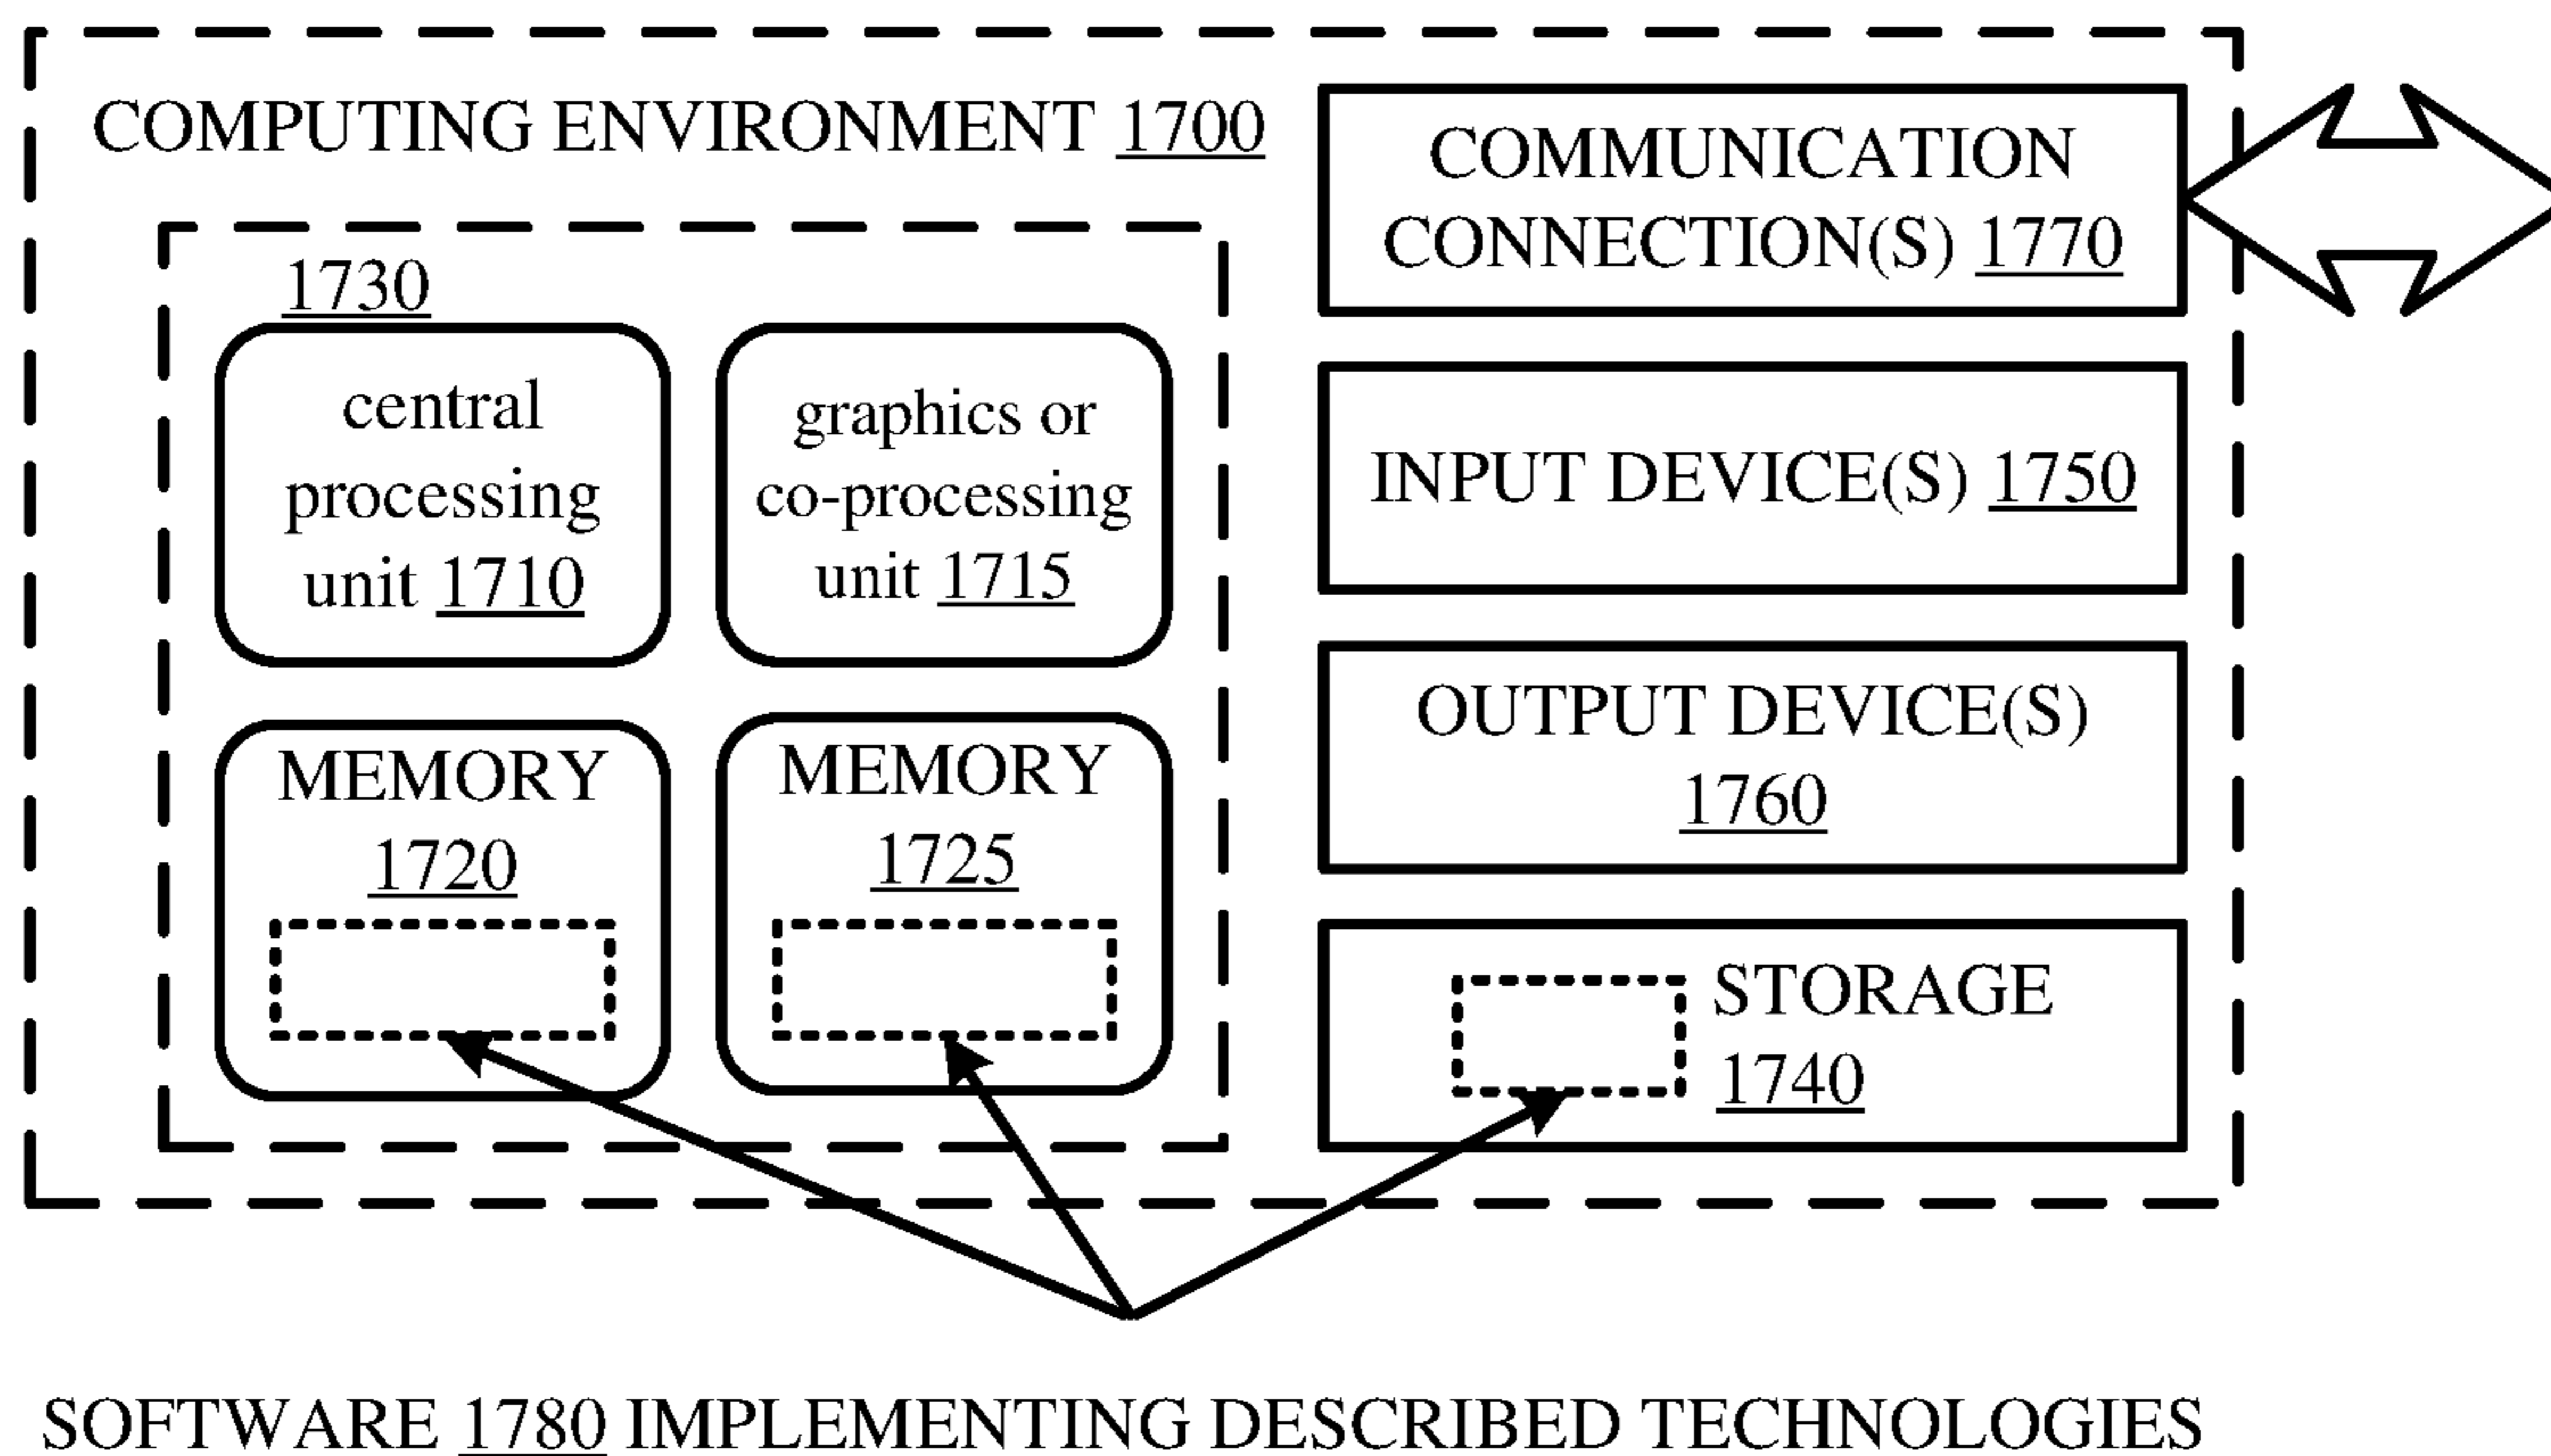 COMPUTING ENVIRONMENT 1700
1730
central
processing
unit 1710
graphics or
co-processing
unit 1715
MEMORY
1720
MEMORY
1725
COMMUNICATION
CONNECTION(S) 1770
INPUT DEVICE(S) 1750
OUTPUT DEVICE(S)
1760
STORAGE
1740
SOFTWARE 1780 IMPLEMENTING DESCRIBED TECHNOLOGIES